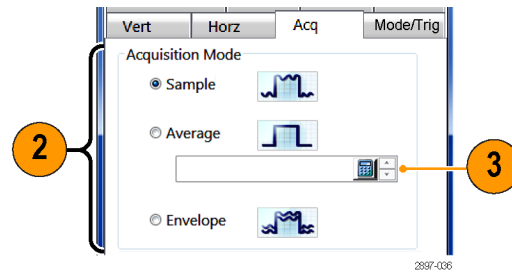 Vert Horz Acq Mode/Trig
Acquisition Mode
Sample
Average
2
3
Envelope
2897-036